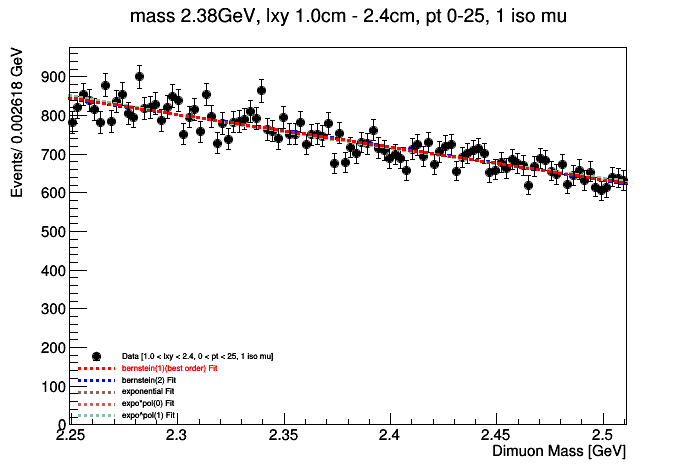 mass 2.38GeV, lxy 1.0cm - 2.4cm, pt 0-25, 1 iso mu
Events/ 0.002618 GeV
900
800
700
600
500
400
300
200
100
0
Data [1.0 < lxy < 2.4, 0 < pt < 25, 1 iso mu]
bernstein(1)(best order) Fit
bernstein(2) Fit
exponential Fit
expo*pol(0) Fit
expo*pol(1) Fit
2.25 2.3 2.35 2.4 2.45 2.5
Dimuon Mass [GeV]